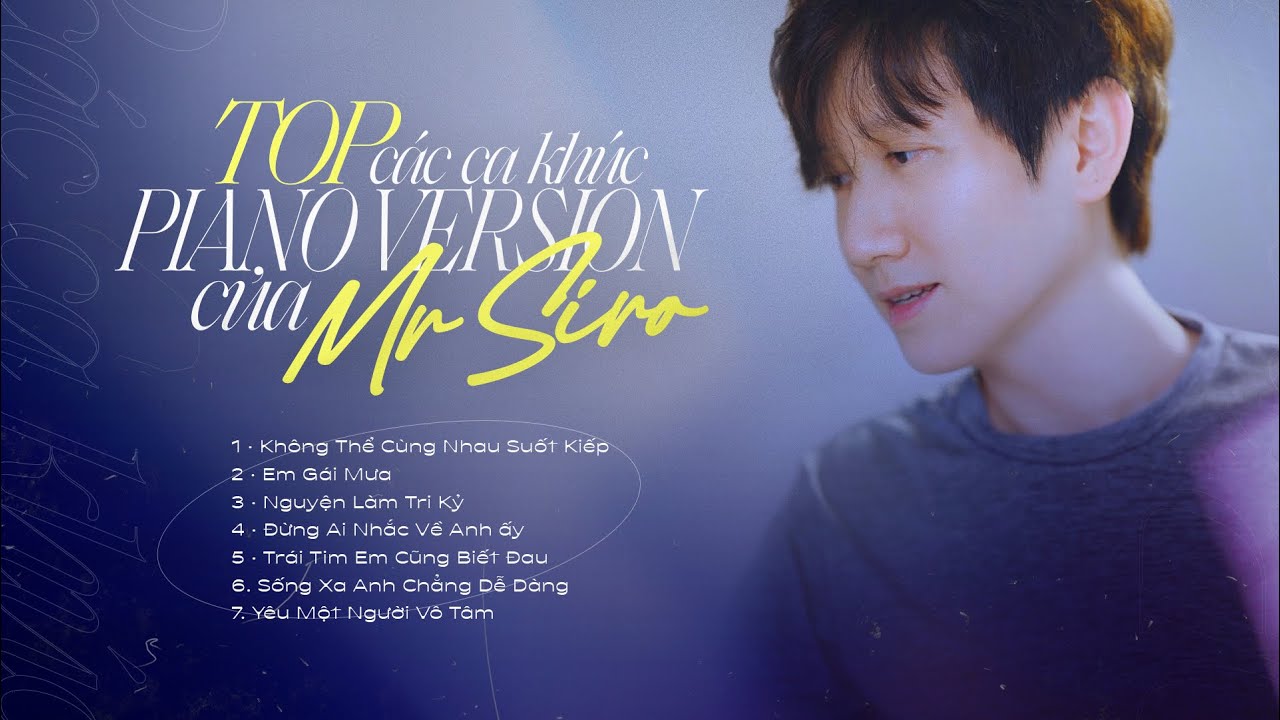 TOP các ca khúc
PIANO VERSION
của Mr Siro
1 · Không Thể Cùng Nhau Suốt Kiếp
2 · Em Gái Mưa
3 · Nguyện Làm Tri Kỷ
4 · Đừng Ai Nhắc Về Anh ấy
5 · Trái Tim Em Cũng Biết Đau
6. Sống Xa Anh Chẳng Dễ Dàng
7. Yêu Một Người Vô Tâm